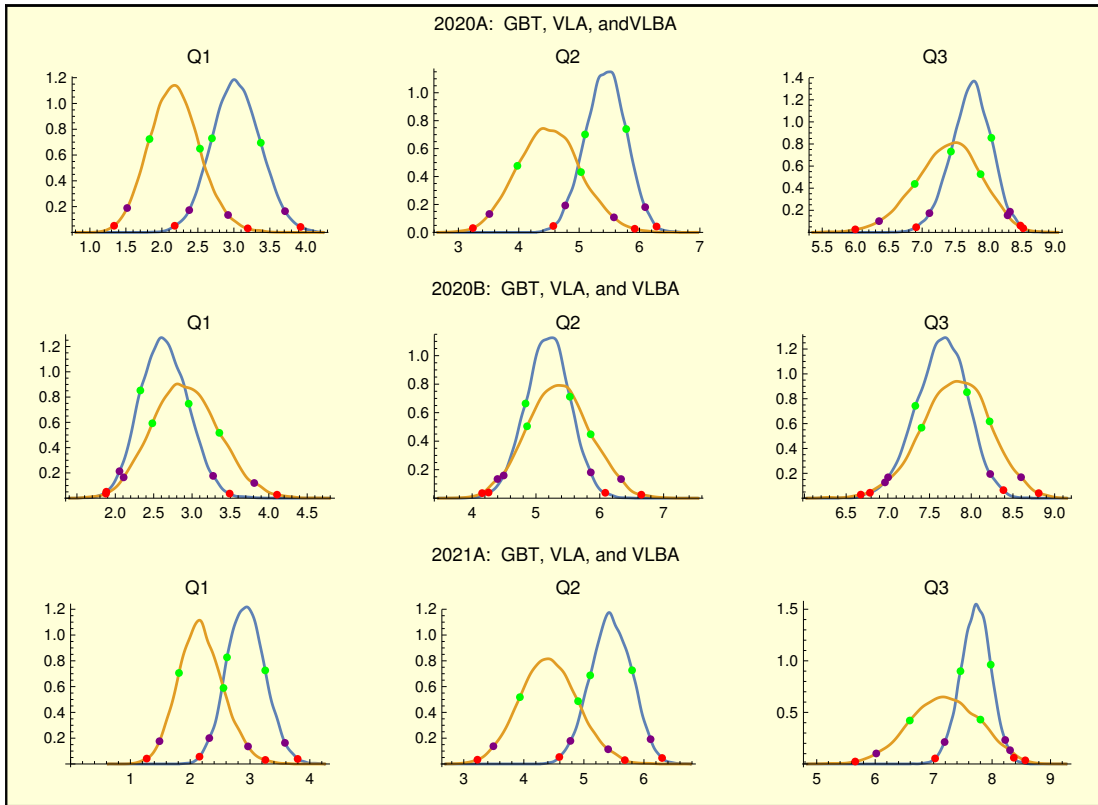 2020A: GBT, VLA, andVLBA
Q1 Q2 Q3
1.2 1.0 0.8 0.6 0.4 0.2
1.0 1.5 2.0 2.5 3.0 3.5 4.0
1.0 0.8 0.6 0.4 0.2 0.0
3 4 5 6 7
1.4 1.2 1.0 0.8 0.6 0.4 0.2
5.5 6.0 6.5 7.0 7.5 8.0 8.5 9.0
2020B: GBT, VLA, and VLBA
Q1 Q2 Q3
1.2 1.0 0.8 0.6 0.4 0.2
2.0 2.5 3.0 3.5 4.0 4.5
1.0 0.8 0.6 0.4 0.2
4 5 6 7
1.2 1.0 0.8 0.6 0.4 0.2
6.5 7.0 7.5 8.0 8.5 9.0
2021A: GBT, VLA, and VLBA
Q1 Q2 Q3
1.2 1.0 0.8 0.6 0.4 0.2
1 2 3 4
1.2 1.0 0.8 0.6 0.4 0.2
3 4 5 6
1.5 1.0 0.5
5 6 7 8 9